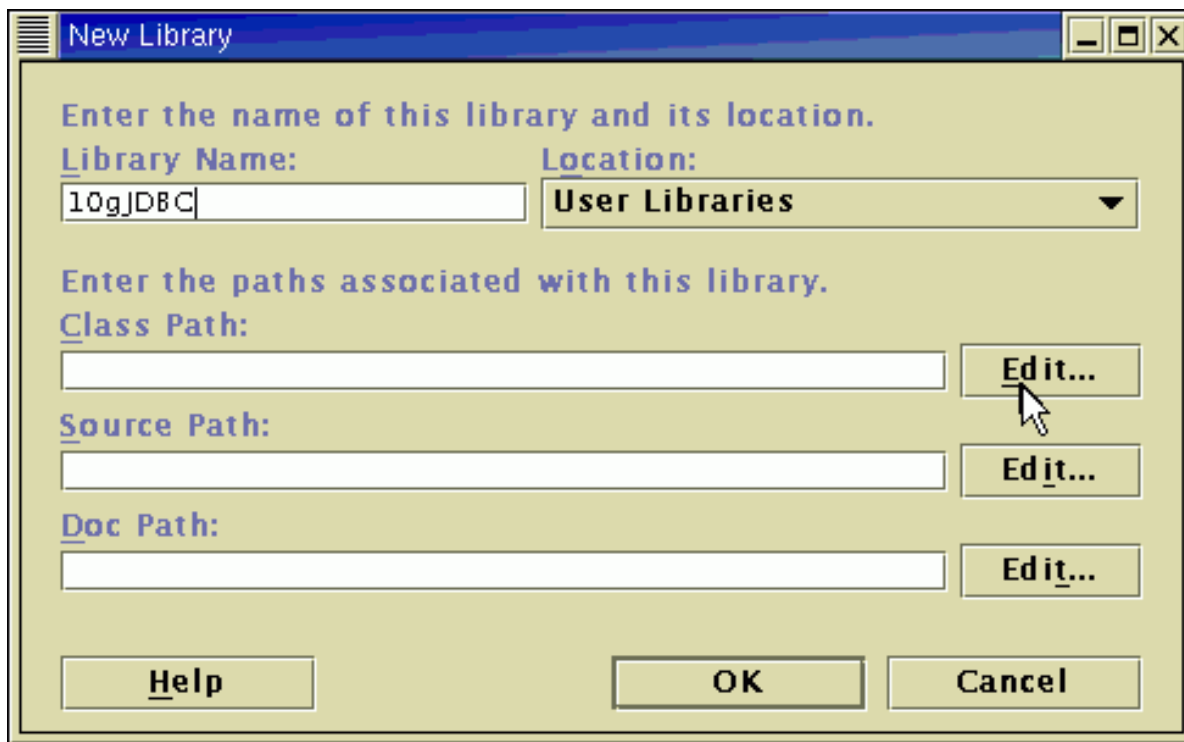 New Library
Enter the name of this library and its location.
Library Name: Location:
10gJDBC User Libraries
Enter the paths associated with this library.
Class Path:
Edit...
Source Path:
Edit...
Doc Path:
Edit...
Help OK Cancel